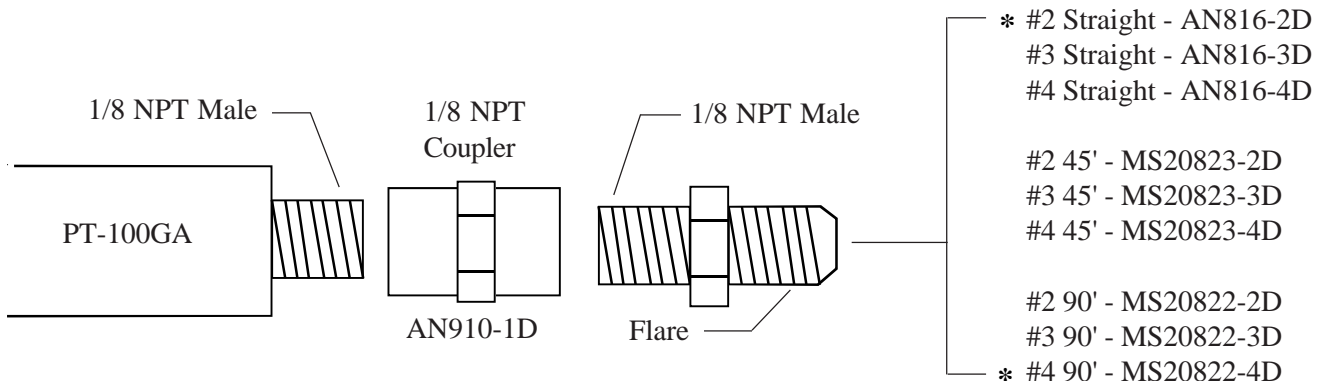 1/8 NPT Male
1/8 NPT
Coupler
1/8 NPT Male
PT-100GA
AN910-1D
Flare
* #2 Straight - AN816-2D
#3 Straight - AN816-3D
#4 Straight - AN816-4D
#2 45' - MS20823-2D
#3 45' - MS20823-3D
#4 45' - MS20823-4D
#2 90' - MS20822-2D
#3 90' - MS20822-3D
* #4 90' - MS20822-4D